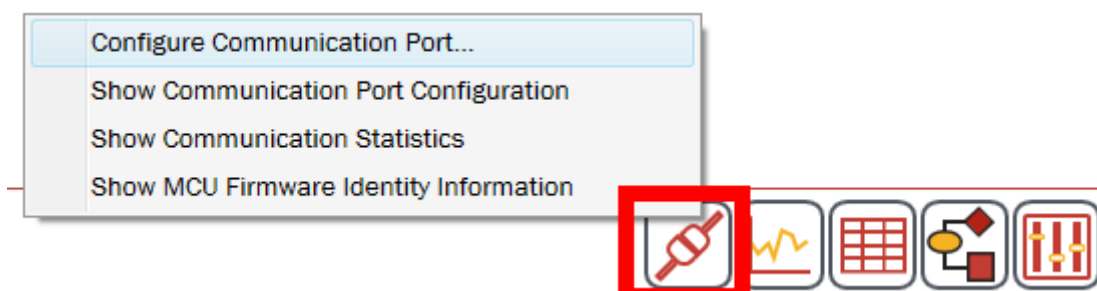 Configure Communication Port...
Show Communication Port Configuration
Show Communication Statistics
Show MCU Firmware Identity Information